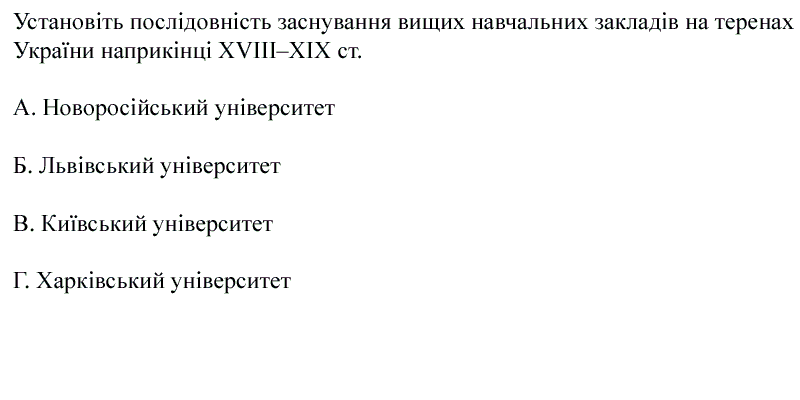 Установіть послідовність заснування вищих навчальних закладів на теренах
України наприкінці XVIII–XIX ст.
А. Новоросійський університет
Б. Львівський університет
В. Київський університет
Г. Харківський університет